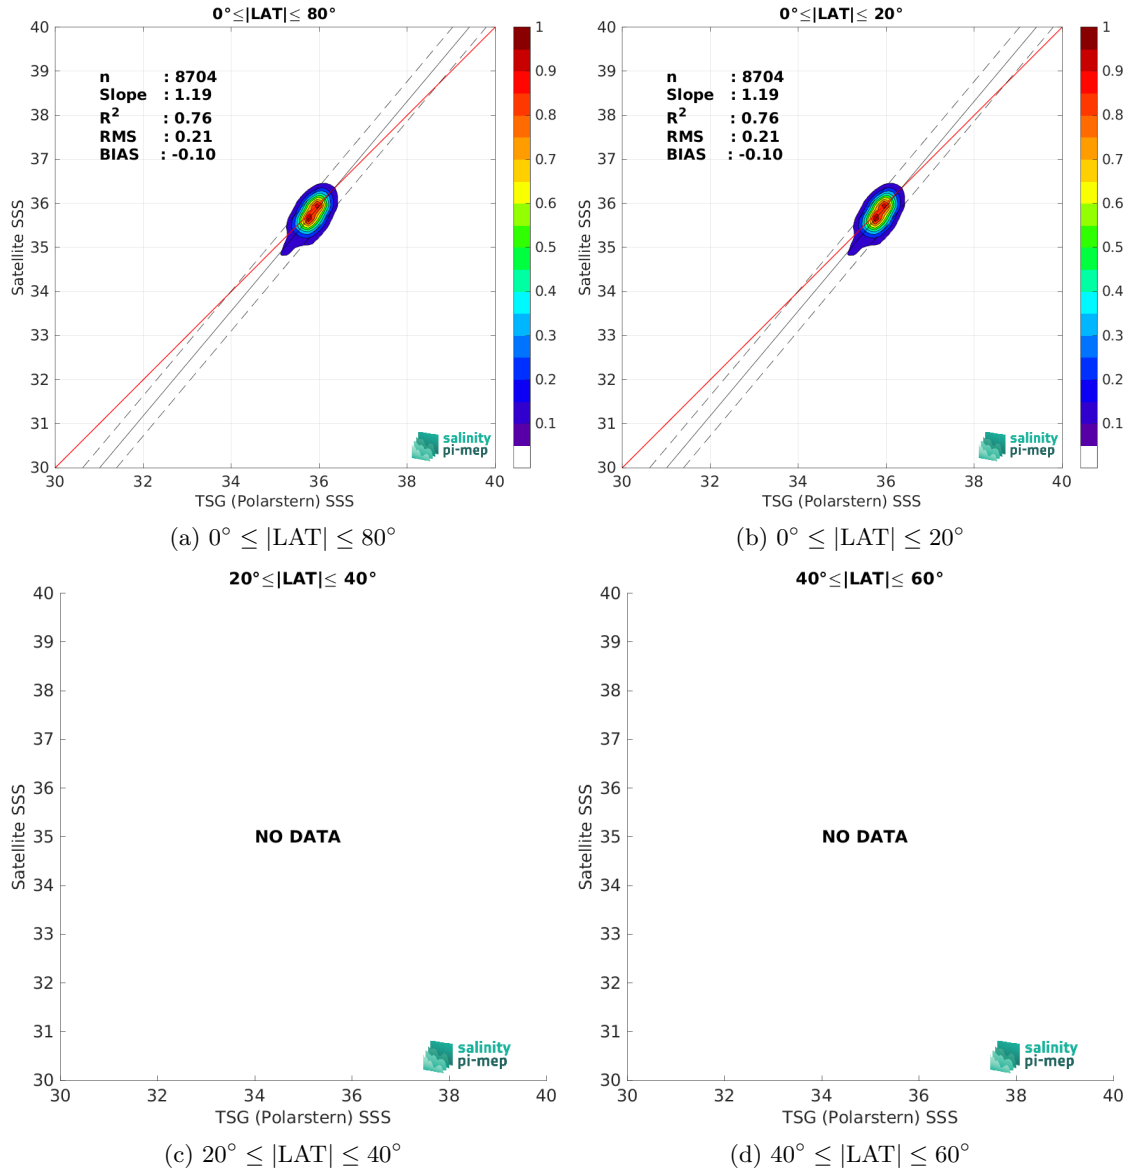 0°≤|LAT|≤ 80°
40
39
38
37
36
35
34
33
32
31
30
Satellite SSS
n : 8704
Slope : 1.19
R² : 0.76
RMS : 0.21
BIAS : -0.10
salinity
pi-mep
30 32 34 36 38 40
TSG (Polarstern) SSS
1
0.9
0.8
0.7
0.6
0.5
0.4
0.3
0.2
0.1
(a) 0° ≤ |LAT| ≤ 80°
0°≤|LAT|≤ 20°
40
39
38
37
36
35
34
33
32
31
30
Satellite SSS
n : 8704
Slope : 1.19
R² : 0.76
RMS : 0.21
BIAS : -0.10
salinity
pi-mep
30 32 34 36 38 40
TSG (Polarstern) SSS
1
0.9
0.8
0.7
0.6
0.5
0.4
0.3
0.2
0.1
(b) 0° ≤ |LAT| ≤ 20°
20°≤|LAT|≤ 40°
40
39
38
37
36
35
34
33
32
31
30
Satellite SSS
NO DATA
salinity
pi-mep
30 32 34 36 38 40
TSG (Polarstern) SSS
(c) 20° ≤ |LAT| ≤ 40°
40°≤|LAT|≤ 60°
40
39
38
37
36
35
34
33
32
31
30
Satellite SSS
NO DATA
salinity
pi-mep
30 32 34 36 38 40
TSG (Polarstern) SSS
(d) 40° ≤ |LAT| ≤ 60°